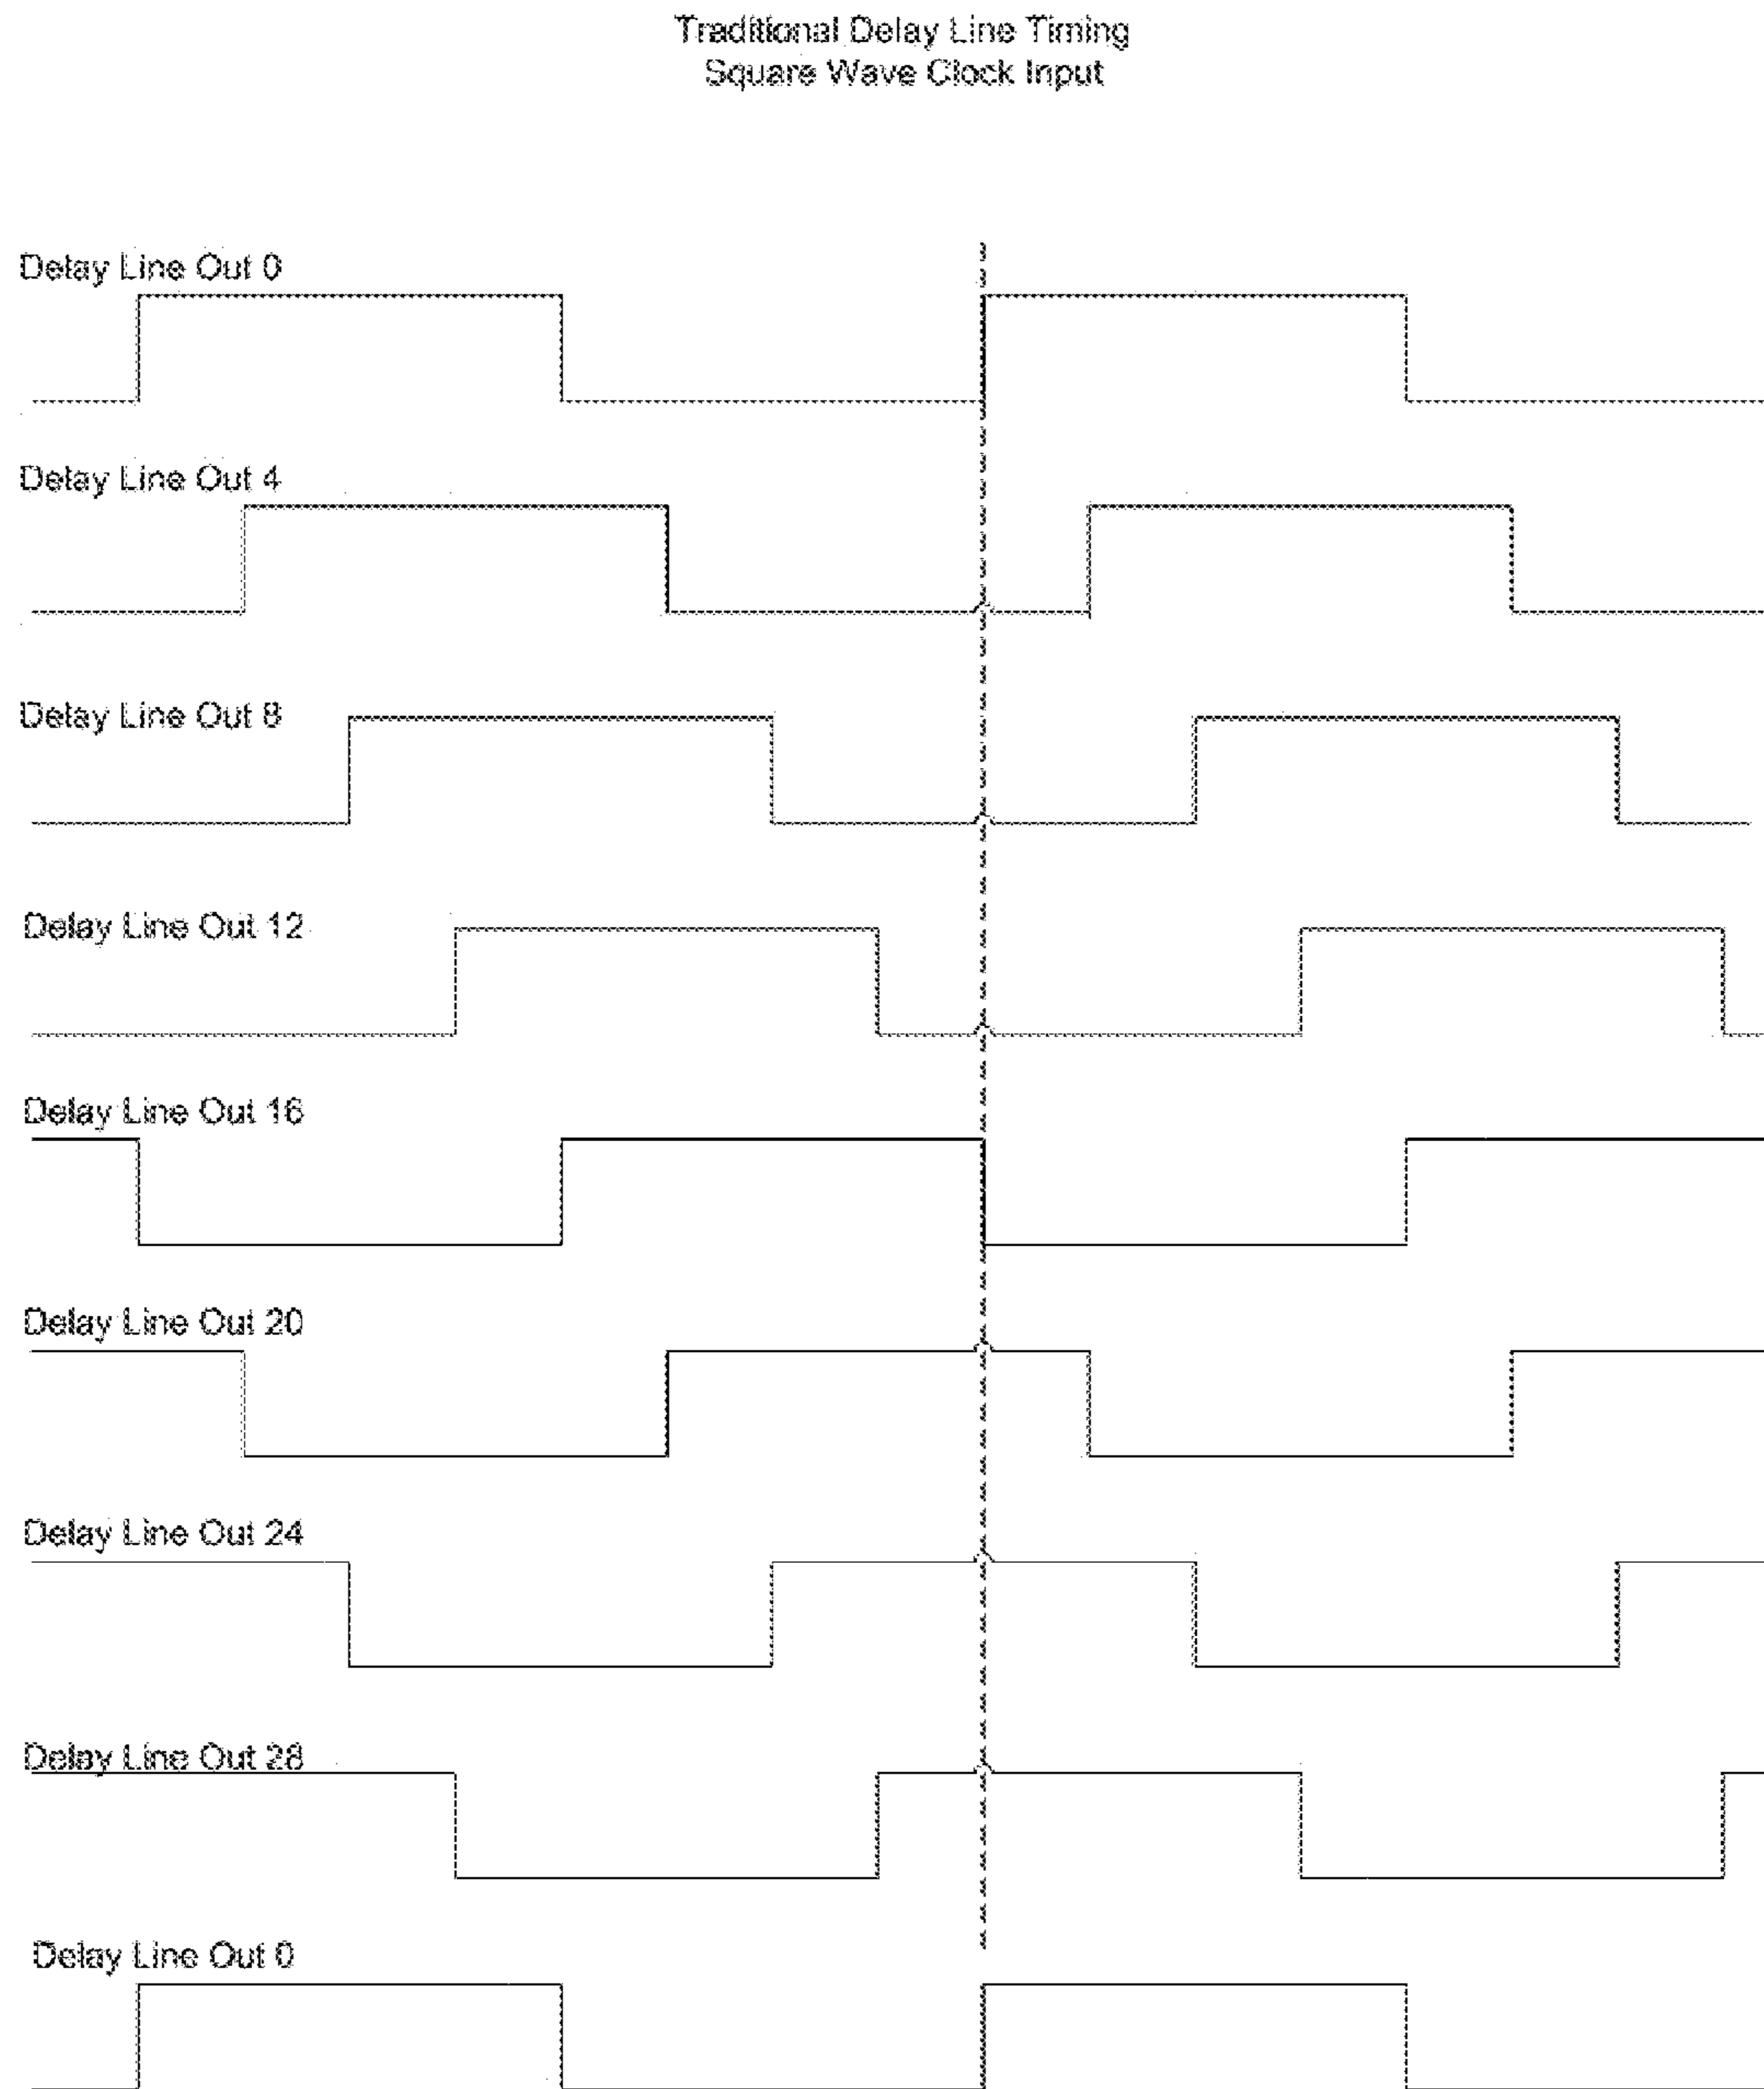 Traditional Delay Line Timing
Square Wave Clock Input
Delay Line Out 0
Delay Line Out 4
Delay Line Out 8
Delay Line Out 12
Delay Line Out 16
Delay Line Out 20
Delay Line Out 24
Delay Line Out 28
Delay Line Out 0